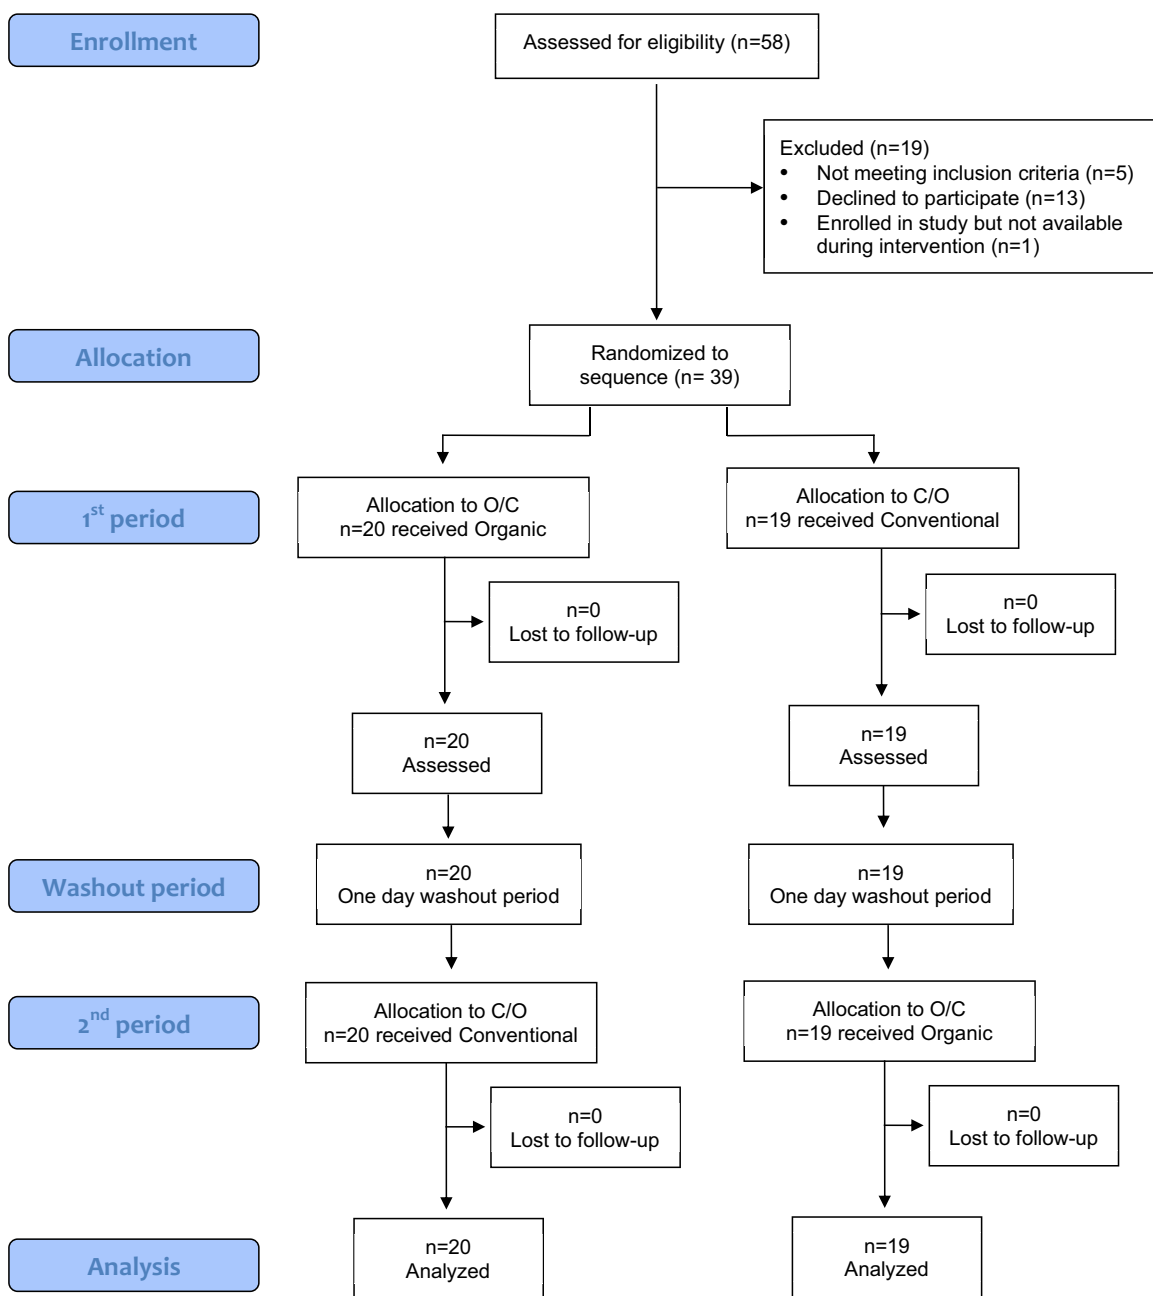 Enrollment
Assessed for eligibility (n=58)
Excluded (n=19)
• Not meeting inclusion criteria (n=5)
• Declined to participate (n=13)
• Enrolled in study but not available
during intervention (n=1)
Allocation
Randomized to
sequence (n= 39)
1st period
Allocation to O/C
n=20 received Organic
Allocation to C/O
n=19 received Conventional
n=0
Lost to follow-up
n=0
Lost to follow-up
n=20
Assessed
n=19
Assessed
Washout period
n=20
One day washout period
n=19
One day washout period
2nd period
Allocation to C/O
n=20 received Conventional
Allocation to O/C
n=19 received Organic
n=0
Lost to follow-up
n=0
Lost to follow-up
Analysis
n=20
Analyzed
n=19
Analyzed